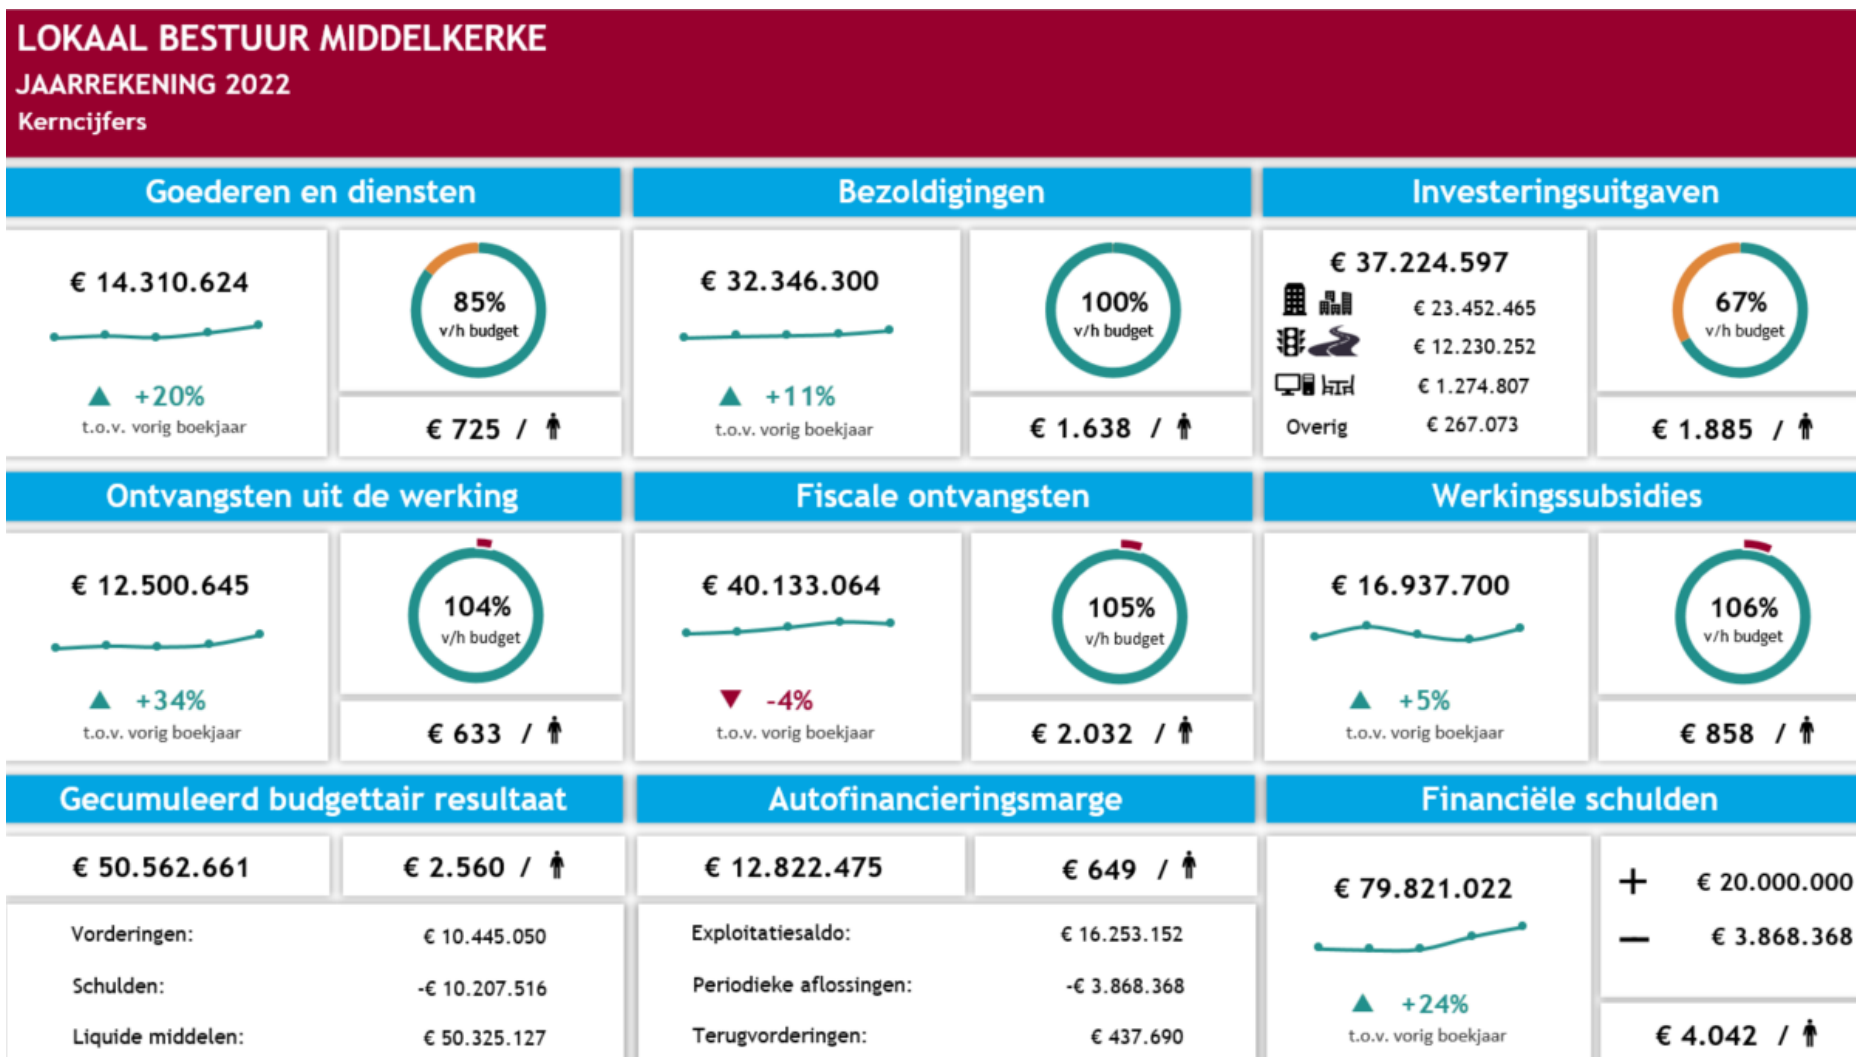 LOKAAL BESTUUR MIDDELKERKE
JAARREKENING 2022
Kerncijfers
Goederen en diensten
€ 14.310.624
+20%
t.o.v. vorig boekjaar
85%
v/h budget
€ 725 /
Bezoldigingen
€ 32.346.300
+11%
t.o.v. vorig boekjaar
100%
v/h budget
€ 1.638 /
Investeringsuitgaven
€ 37.224.597
€ 23.452.465
€ 12.230.252
€ 1.274.807
Overig € 267.073
67%
v/h budget
€ 1.885 /
Ontvangsten uit de werking
€ 12.500.645
+34%
t.o.v. vorig boekjaar
104%
v/h budget
€ 633 /
Fiscale ontvangsten
€ 40.133.064
-4%
t.o.v. vorig boekjaar
105%
v/h budget
€ 2.032 /
Werkingssubsidies
€ 16.937.700
+5%
t.o.v. vorig boekjaar
106%
v/h budget
€ 858 /
Gecumuleerd budgettair resultaat
€ 50.562.661
€ 2.560 /
Vorderingen: € 10.445.050
Schulden: -€ 10.207.516
Liquide middelen: € 50.325.127
Autofinancieringsmarge
€ 12.822.475
€ 649 /
Exploitatiesaldo: € 16.253.152
Periodieke aflossingen: -€ 3.868.368
Terugvorderingen: € 437.690
Financiële schulden
€ 79.821.022
+24%
t.o.v. vorig boekjaar
+ € 20.000.000
— € 3.868.368
€ 4.042 /